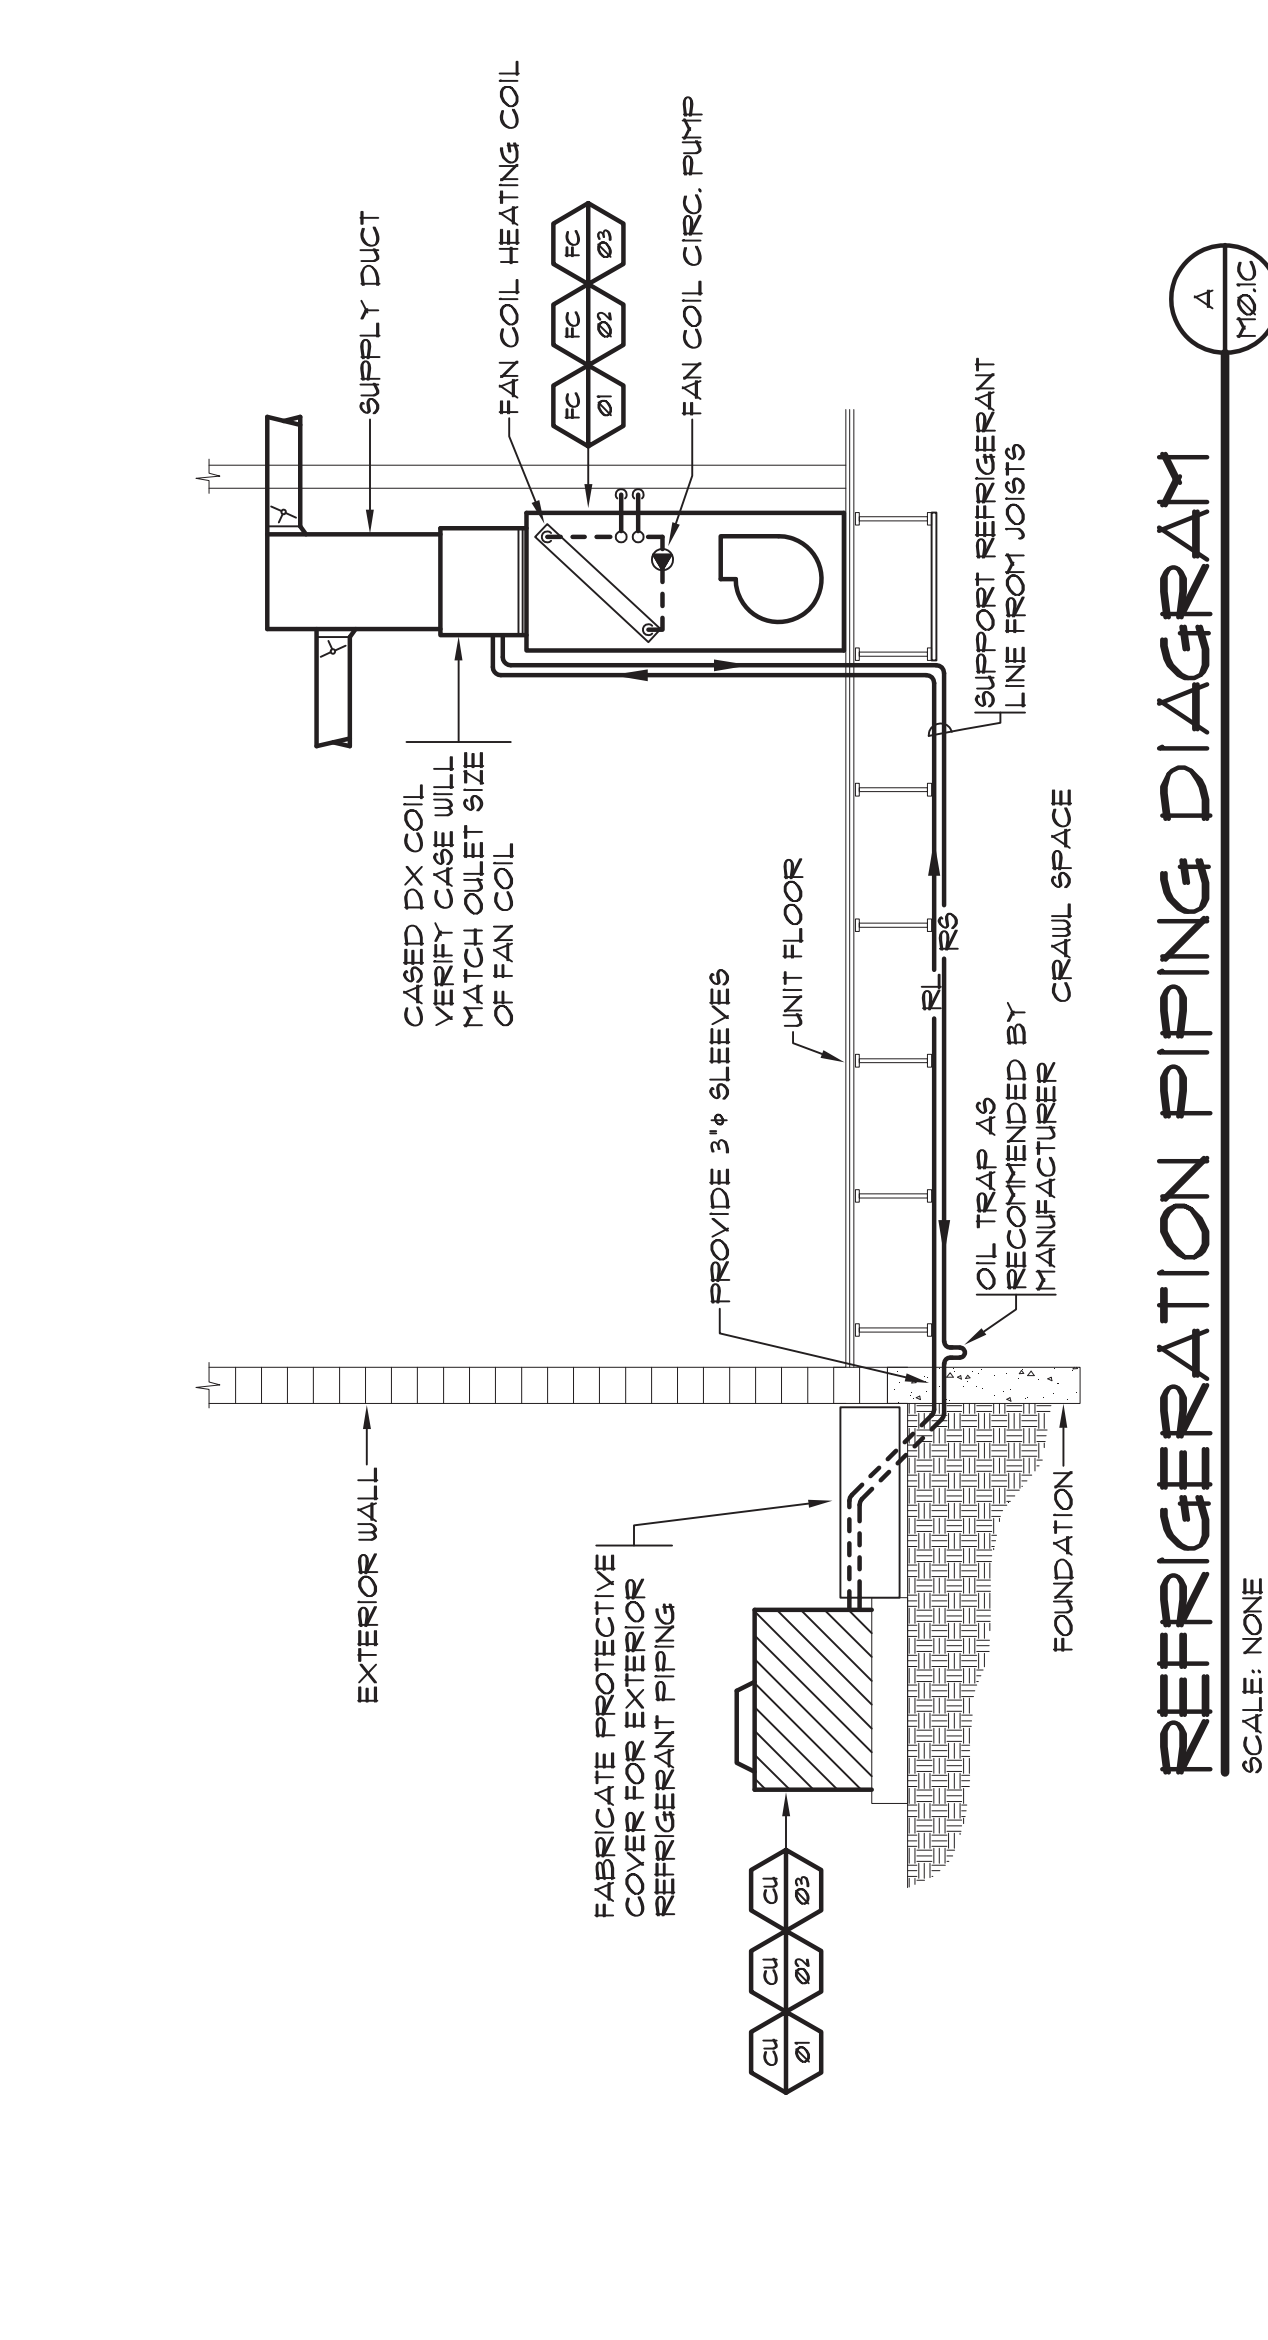 EXTERIOR WALL
SUPPLY DUCT
CASED DX COIL
VERIFY CASE WILL
MATCH OULET SIZE
OF FAN COIL
FAN COIL HEATING COIL
FC
01
FC
02
FC
03
FAN COIL CIRC. PUMP
FABRICATE PROTECTIVE
COVER FOR EXTERIOR
REFRIGERANT PIPING
PROVIDE 3"ϕ SLEEVES
UNIT FLOOR
CU
01
CU
02
CU
03
RL
RS
SUPPORT REFRIGERANT
LINE FROM JOISTS
OIL TRAP AS
RECOMMENDED BY
MANUFACTURER
CRAWL SPACE
FOUNDATION
REFRIGERATION PIPING DIAGRAM
SCALE: NONE
A
M0.1C